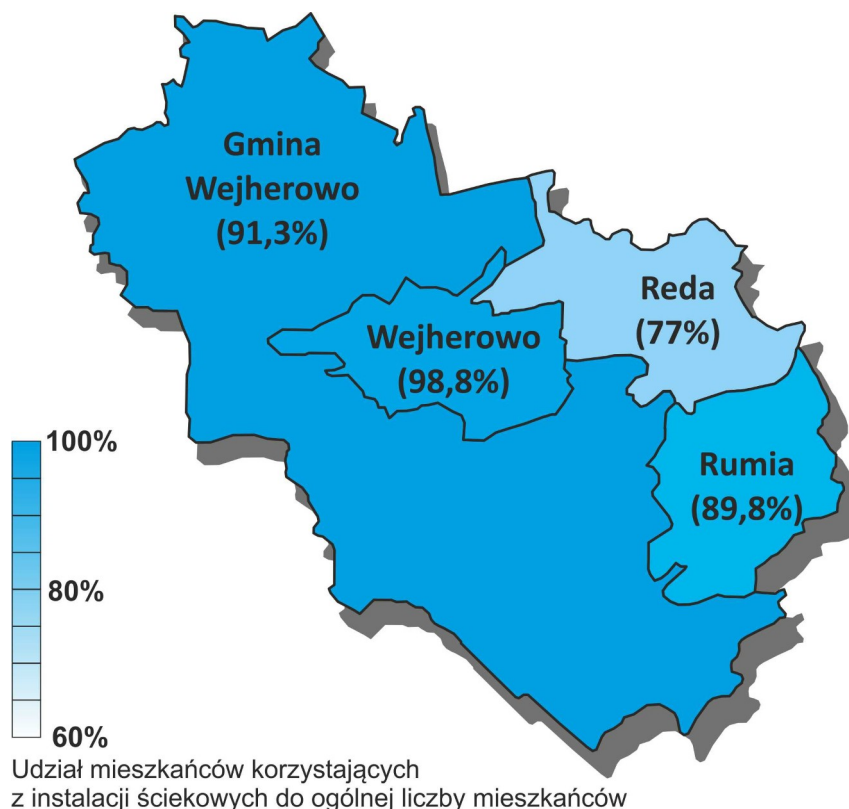 Gmina
Wejherowo
(91,3%)
Reda
(77%)
Wejherowo
(98,8%)
Rumia
(89,8%)
100%
80%
60%
Udział mieszkańców korzystających
z instalacji ściekowych do ogólnej liczby mieszkańców